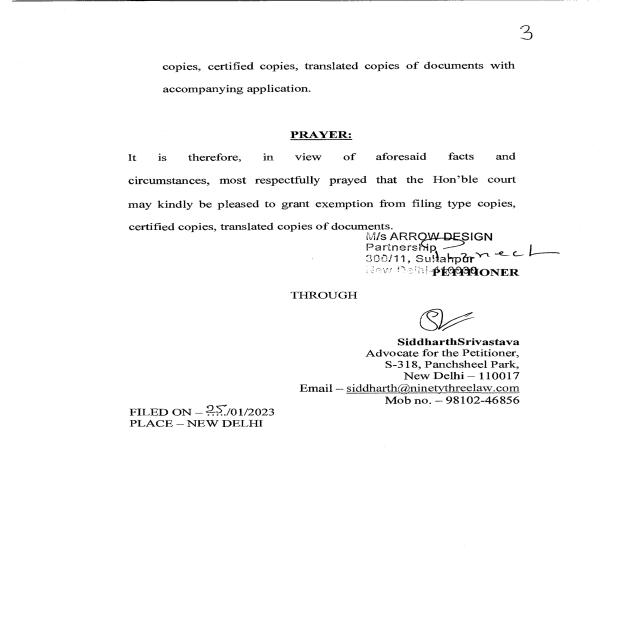 3
copies, certified copies, translated copies of documents with
accompanying application.
PRAYER:
It is therefore, in view of aforesaid facts and
circumstances, most respectfully prayed that the Hon'ble court
may kindly be pleased to grant exemption from filing type copies,
certified copies, translated copies of documents.
M/s ARROW DESIGN
Partnership
300/11, Sultanpur
New Delhi
PETITIONER
THROUGH
SiddharthSrivastava
Advocate for the Petitioner,
S-318, Panchsheel Park,
New Delhi – 110017
Email – siddharth@ninetythreelaw.com
Mob no. – 98102-46856
FILED ON – 25/01/2023
PLACE – NEW DELHI